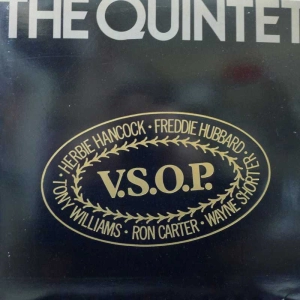 THE QUINTET
HERBIE HANCOCK · FREDDIE HUBBARD ·
V.S.O.P.
TONY WILLIAMS · RON CARTER · WAYNE SHORTER